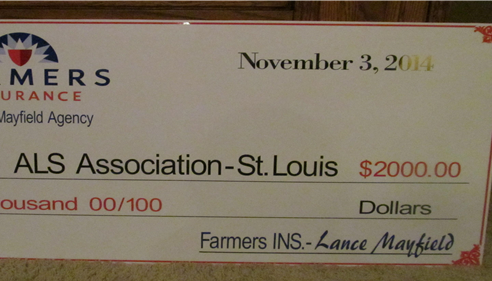 November 3, 2014
MERS
URANCE
Mayfield Agency
ALS Association-St. Louis $2000.00
ousand 00/100 Dollars
Farmers INS.- Lance Mayfield